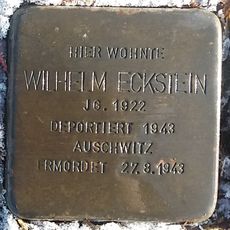 HIER WOHNTE
WILHELM ECKSTEIN
JG. 1922
DEPORTIERT 1943
AUSCHWITZ
ERMORDET 27.8.1943